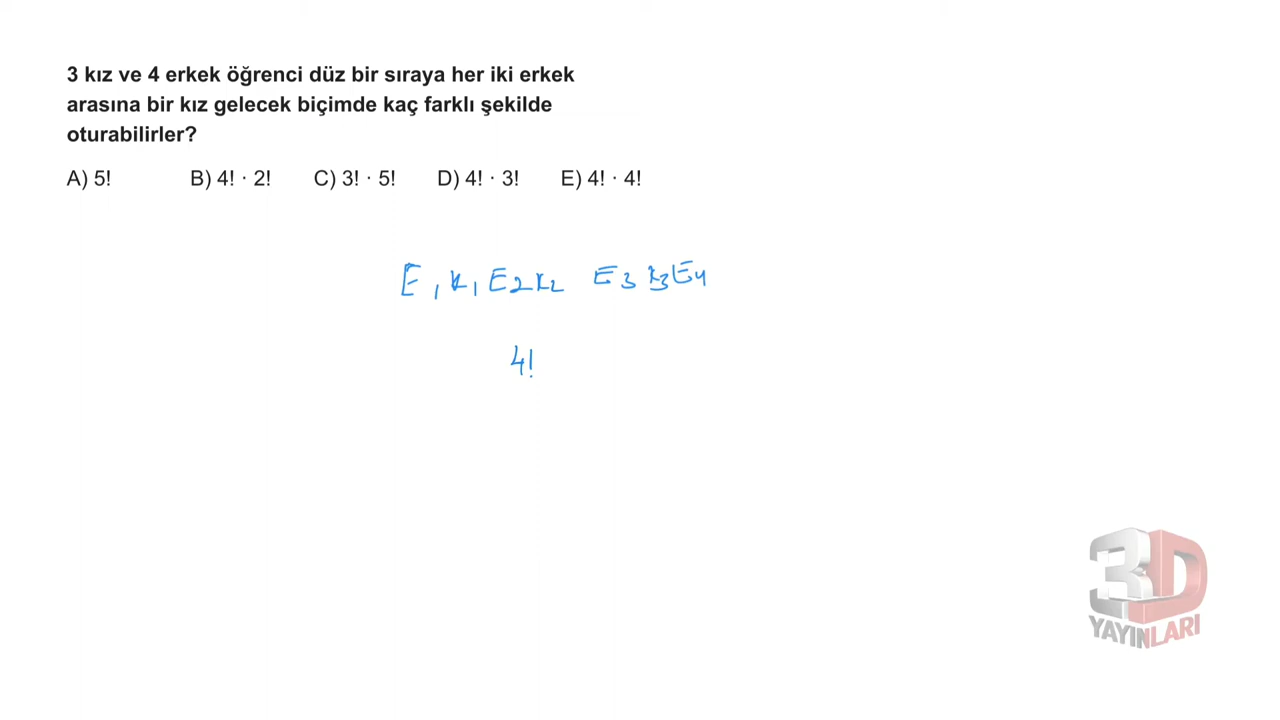 3 kız ve 4 erkek öğrenci düz bir sıraya her iki erkek
arasına bir kız gelecek biçimde kaç farklı şekilde
oturabilirler?
A) 5! B) 4! · 2! C) 3! · 5! D) 4! · 3! E) 4! · 4!
E1 K1 E2 K2 E3 K3 E4
4!
3D
YAYINLARI